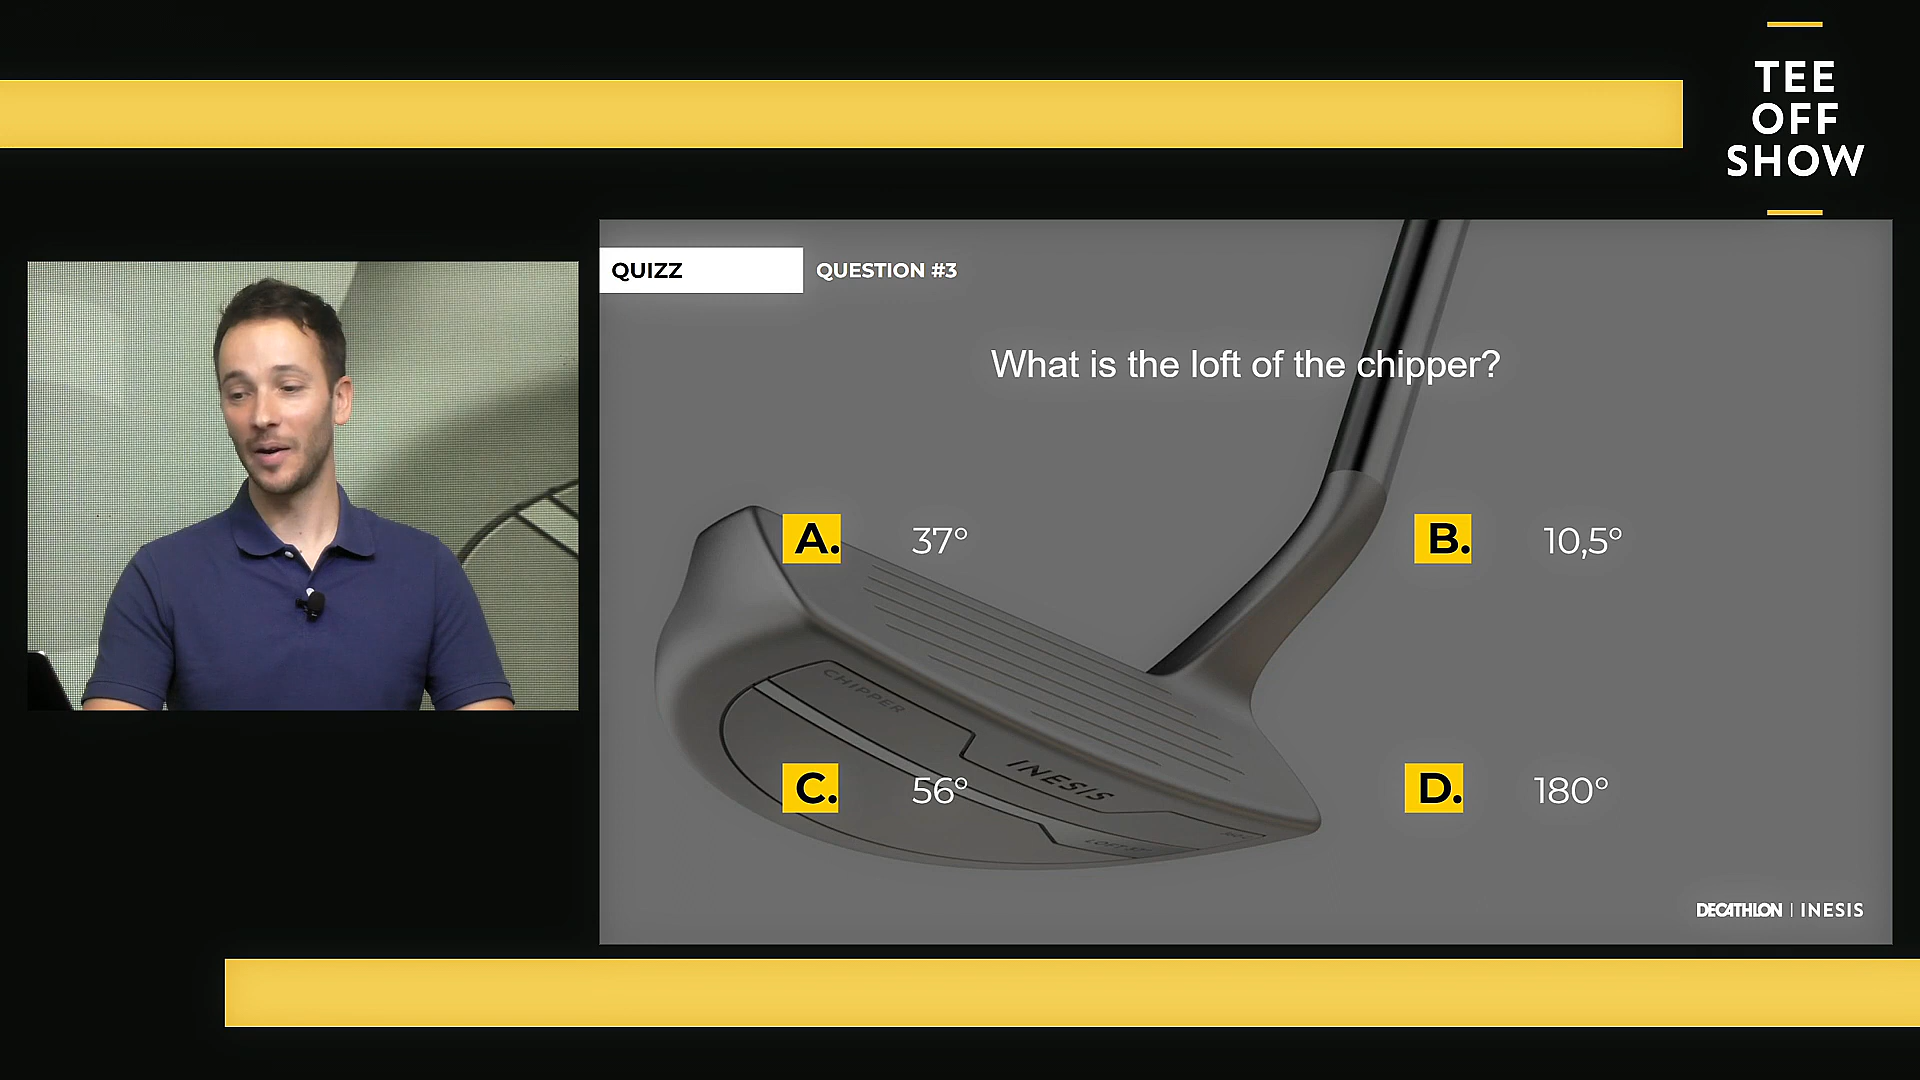 TEE
OFF
SHOW
QUIZZ
QUESTION #3
What is the loft of the chipper?
A. 37°
B. 10,5°
CHIPPER
INESIS
C. 56°
D. 180°
LOFT
DECATHLON | INESIS